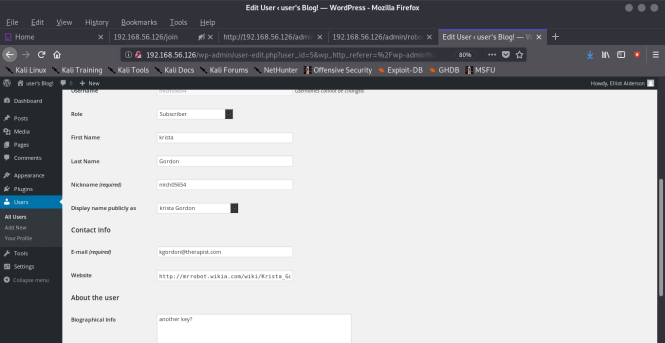 Edit User ‹ user's Blog! — WordPress - Mozilla Firefox
File Edit View History Bookmarks Tools Help
Home
192.168.56.126/join
http://192.168.56.126/admi
192.168.56.126/admin/robo
Edit User ‹ user's Blog! — W
192.168.56.126/wp-admin/user-edit.php?user_id=5&wp_http_referer=%2Fwp-admin%
80%
Kali Linux Kali Training Kali Tools Kali Docs Kali Forums NetHunter Offensive Security Exploit-DB GHDB MSFU
user's Blog! 0 + New
Howdy, Elliot Alderson
Dashboard
Posts
Media
Pages
Comments
Appearance
Plugins
Users
All Users
Add New
Your Profile
Tools
Settings
Collapse menu
Username mich05654 Usernames cannot be changed.
Role Subscriber
First Name krista
Last Name Gordon
Nickname (required) mich05654
Display name publicly as krista Gordon
Contact Info
E-mail (required) kgordon@therapist.com
Website http://mrrobot.wikia.com/wiki/Krista_Go
About the user
Biographical Info another key?